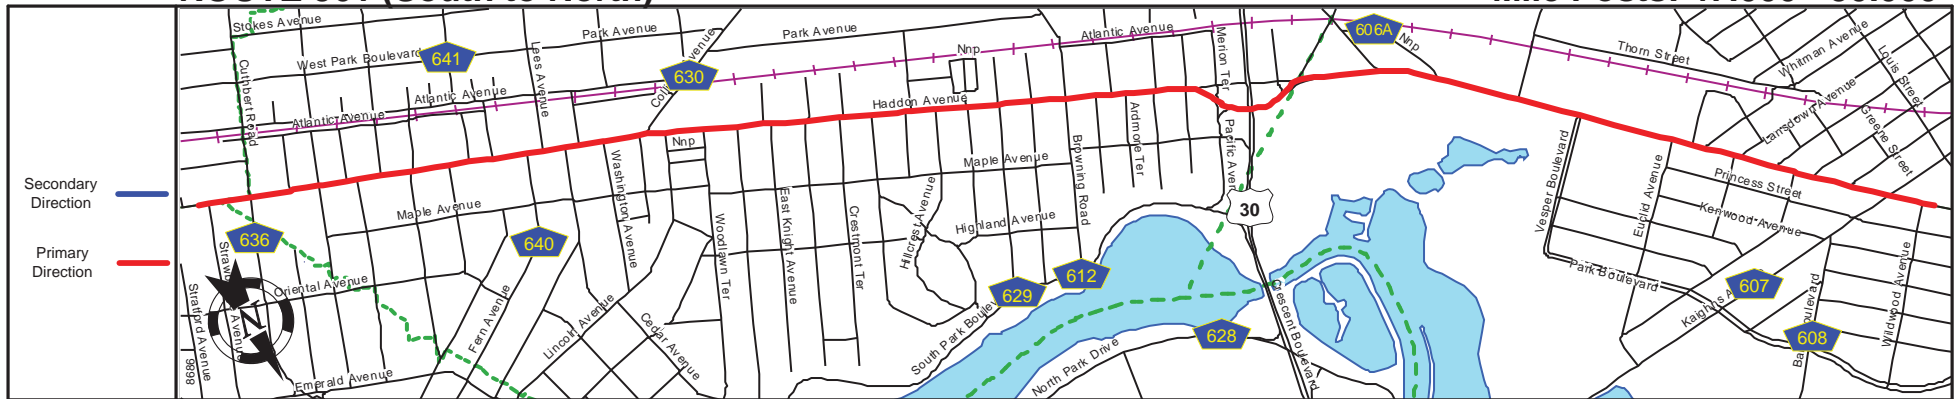 Secondary
Direction
Primary
Direction
Stokes Avenue
West Park Boulevard
641
Lees Avenue
Park Avenue
630
Park Avenue
Nnp
Atlantic Avenue
Merion Ter
606A
Nnp
Thorn Street
Whitman Avenue
Louis Street
Cuthbert Road
Atlantic Avenue
Atlantic Avenue
Haddon Avenue
Lansdown Avenue
Greene Street
Nnp
Washington Avenue
Maple Avenue
Browning Road
Ardmore Ter
Vesper Boulevard
Euclid Avenue
Princess Street
Kenwood Avenue
Maple Avenue
Woodlawn Ter
East Knight Avenue
Crestmont Ter
Hillcrest Avenue
Highland Avenue
30
636
640
Oriental Avenue
Stratford Avenue
N
Fern Avenue
Lincoln Avenue
Cedar Avenue
629
612
South Park
628
North Park Drive
Crescent Boulevard
Park Boulevard
607
608
Wildwood Avenue
Emerald Avenue